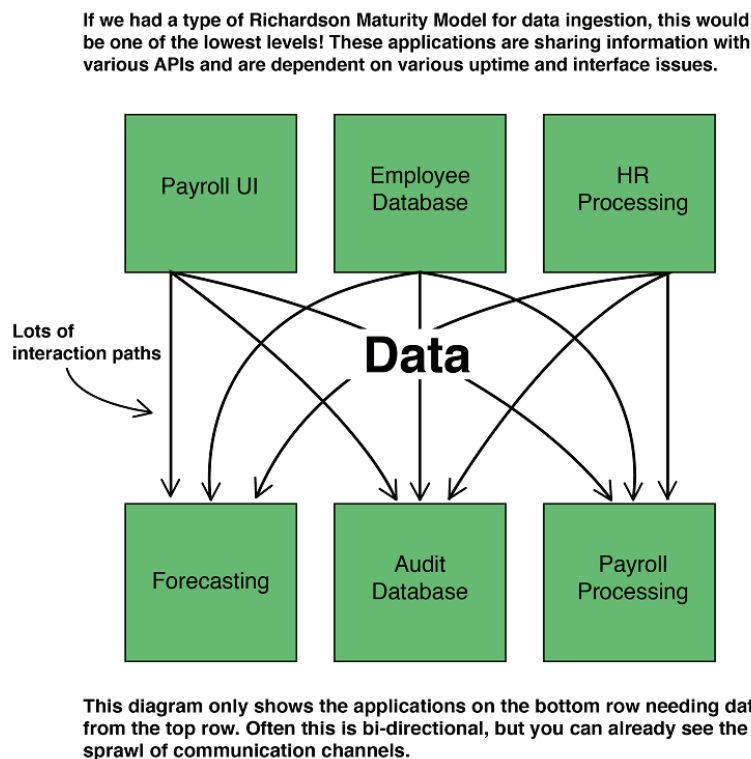 If we had a type of Richardson Maturity Model for data ingestion, this would
be one of the lowest levels! These applications are sharing information with
various APIs and are dependent on various uptime and interface issues.
Payroll UI
Employee
Database
HR
Processing
Lots of
interaction paths
Data
Forecasting
Audit
Database
Payroll
Processing
This diagram only shows the applications on the bottom row needing dat
from the top row. Often this is bi-directional, but you can already see the
sprawl of communication channels.